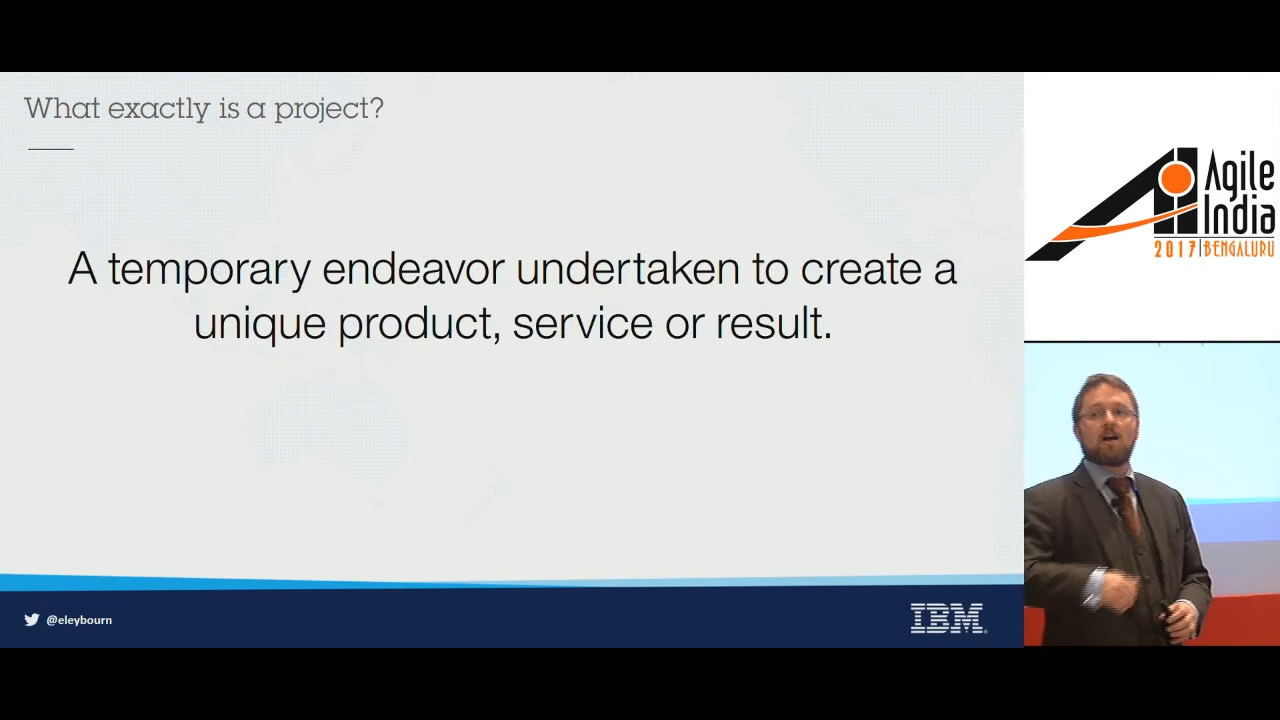 What exactly is a project?
A temporary endeavor undertaken to create a
unique product, service or result.
@eleybourn
IBM
Agile
India
2017 | BENGALURU